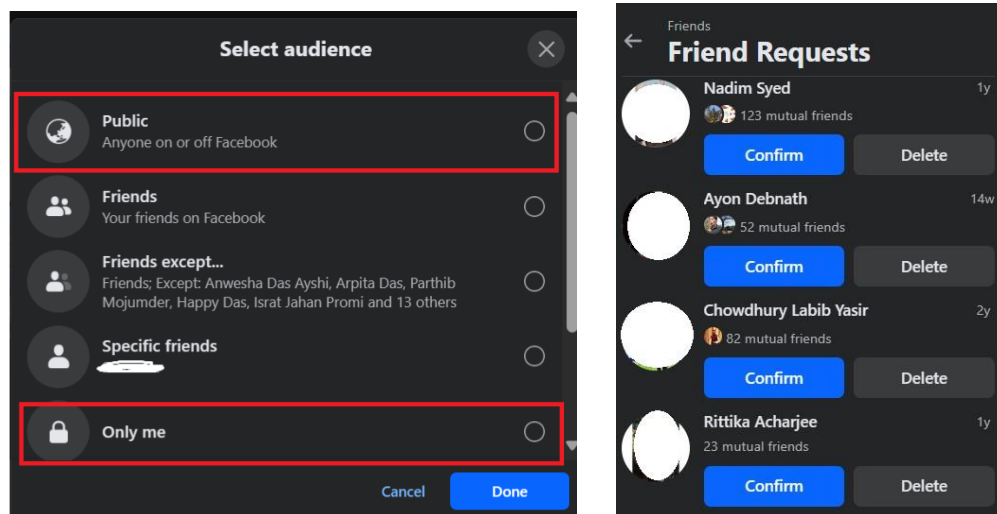 Select audience
Public
Anyone on or off Facebook
Friends
Your friends on Facebook
Friends except...
Friends; Except: Anwesha Das Ayshi, Arpita Das, Parthib
Mojumder, Happy Das, Israt Jahan Promi and 13 others
Specific friends
Only me
Cancel
Done
Friends
Friend Requests
Nadim Syed 1y
123 mutual friends
Confirm Delete
Ayon Debnath 14w
52 mutual friends
Confirm Delete
Chowdhury Labib Yasir 2y
82 mutual friends
Confirm Delete
Rittika Acharjee 1y
23 mutual friends
Confirm Delete